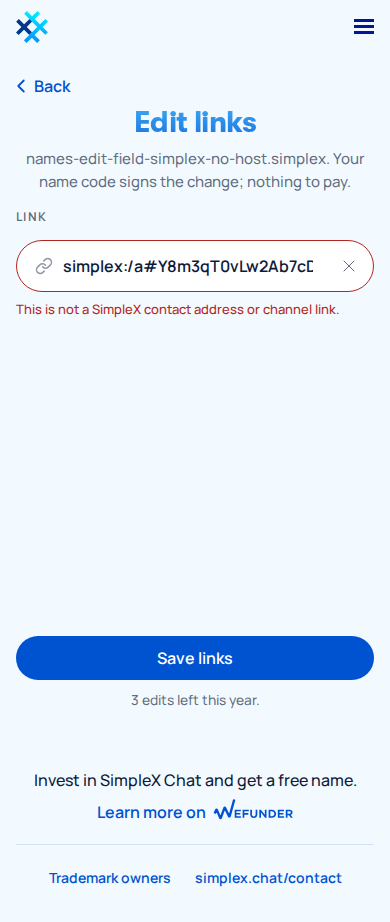 Back
Edit links
names-edit-field-simplex-no-host.simplex. Your
name code signs the change; nothing to pay.
LINK
simplex:/a#Y8m3qT0vLw2Ab7cD
This is not a SimpleX contact address or channel link.
Save links
3 edits left this year.
Invest in SimpleX Chat and get a free name.
Learn more on WEFUNDER
Trademark owners simplex.chat/contact